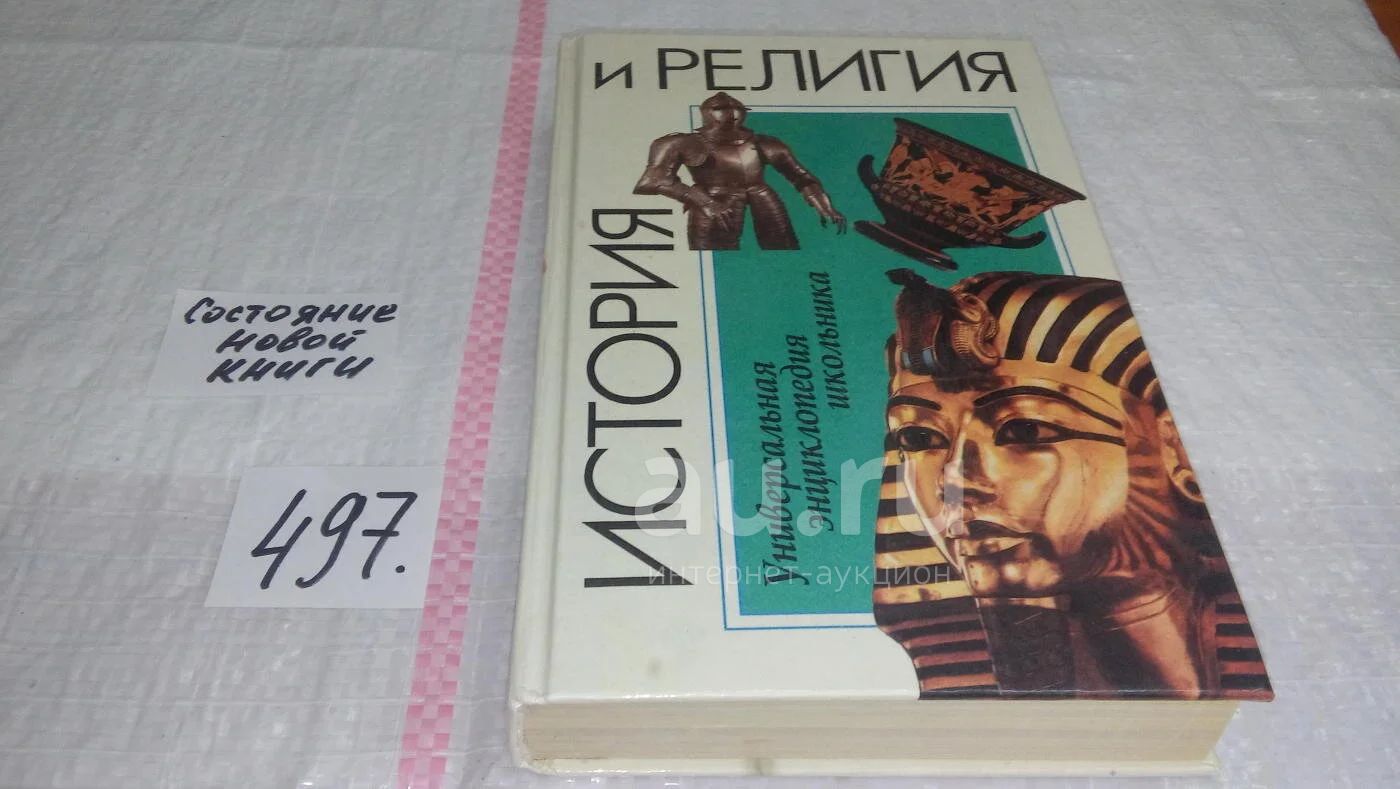 ИСТОРИЯ
и РЕЛИГИЯ
Универсальная
энциклопедия
школьника
Состояние
новой
книги
497.
au.ru
интернет-аукцион